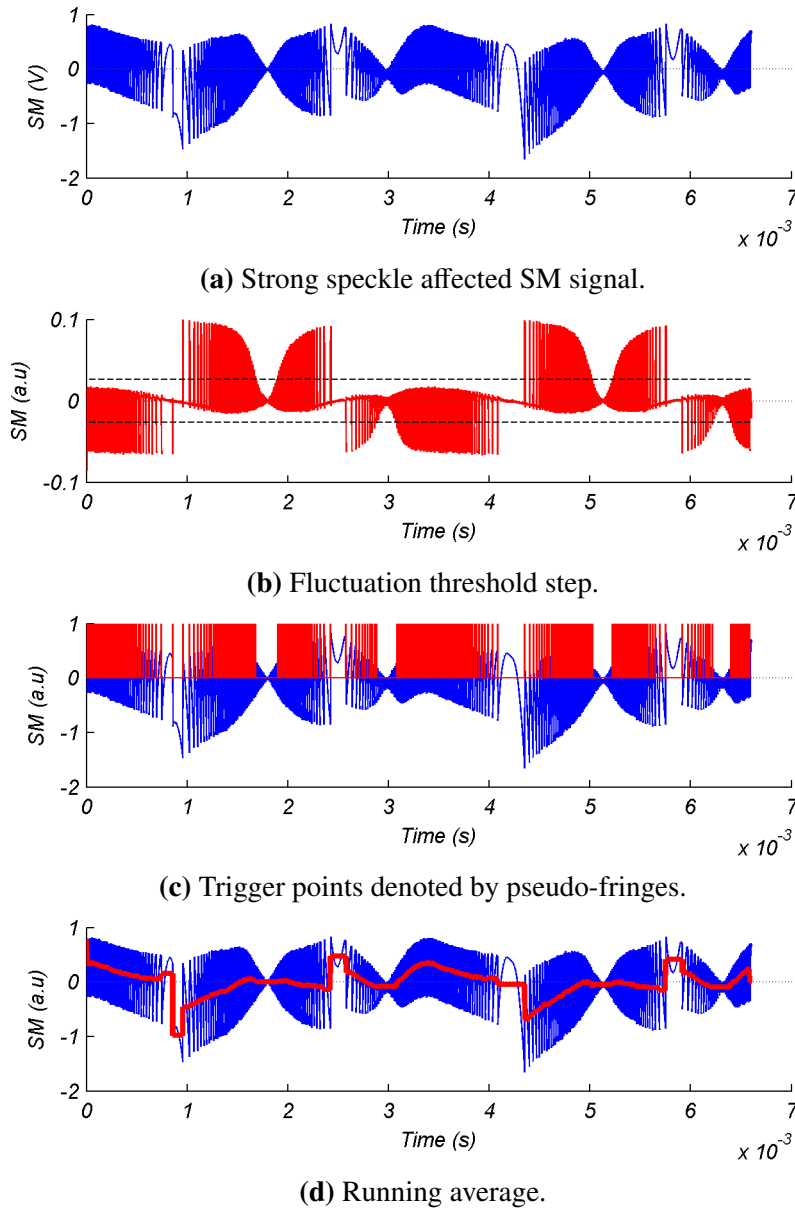 1
0
-1
-2
SM (V)
0 1 2 3 4 5 6 7
Time (s)
x 10-3
(a) Strong speckle affected SM signal.
0.1
0
-0.1
SM (a.u)
0 1 2 3 4 5 6 7
Time (s)
x 10-3
(b) Fluctuation threshold step.
1
0
-1
-2
SM (a.u)
0 1 2 3 4 5 6 7
Time (s)
x 10-3
(c) Trigger points denoted by pseudo-fringes.
1
0
-1
-2
SM (a.u)
0 1 2 3 4 5 6 7
Time (s)
x 10-3
(d) Running average.